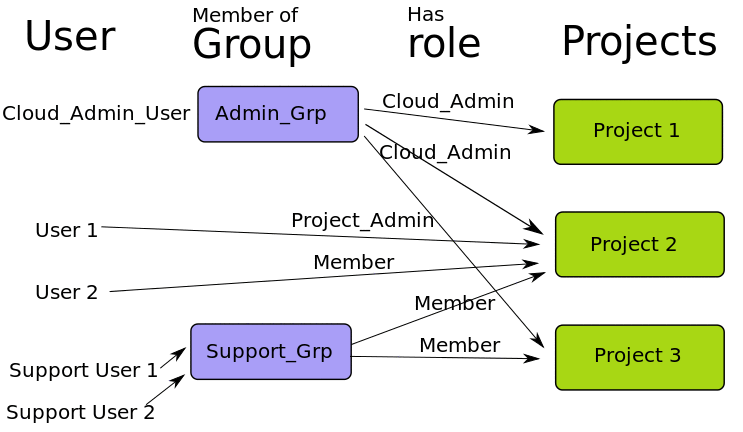 User
Member of
Group
Has
role
Projects
Cloud_Admin_User
Admin_Grp
Cloud_Admin
Project 1
Cloud_Admin
User 1
Project_Admin
Project 2
Member
User 2
Member
Support_Grp
Member
Project 3
Support User 1
Support User 2